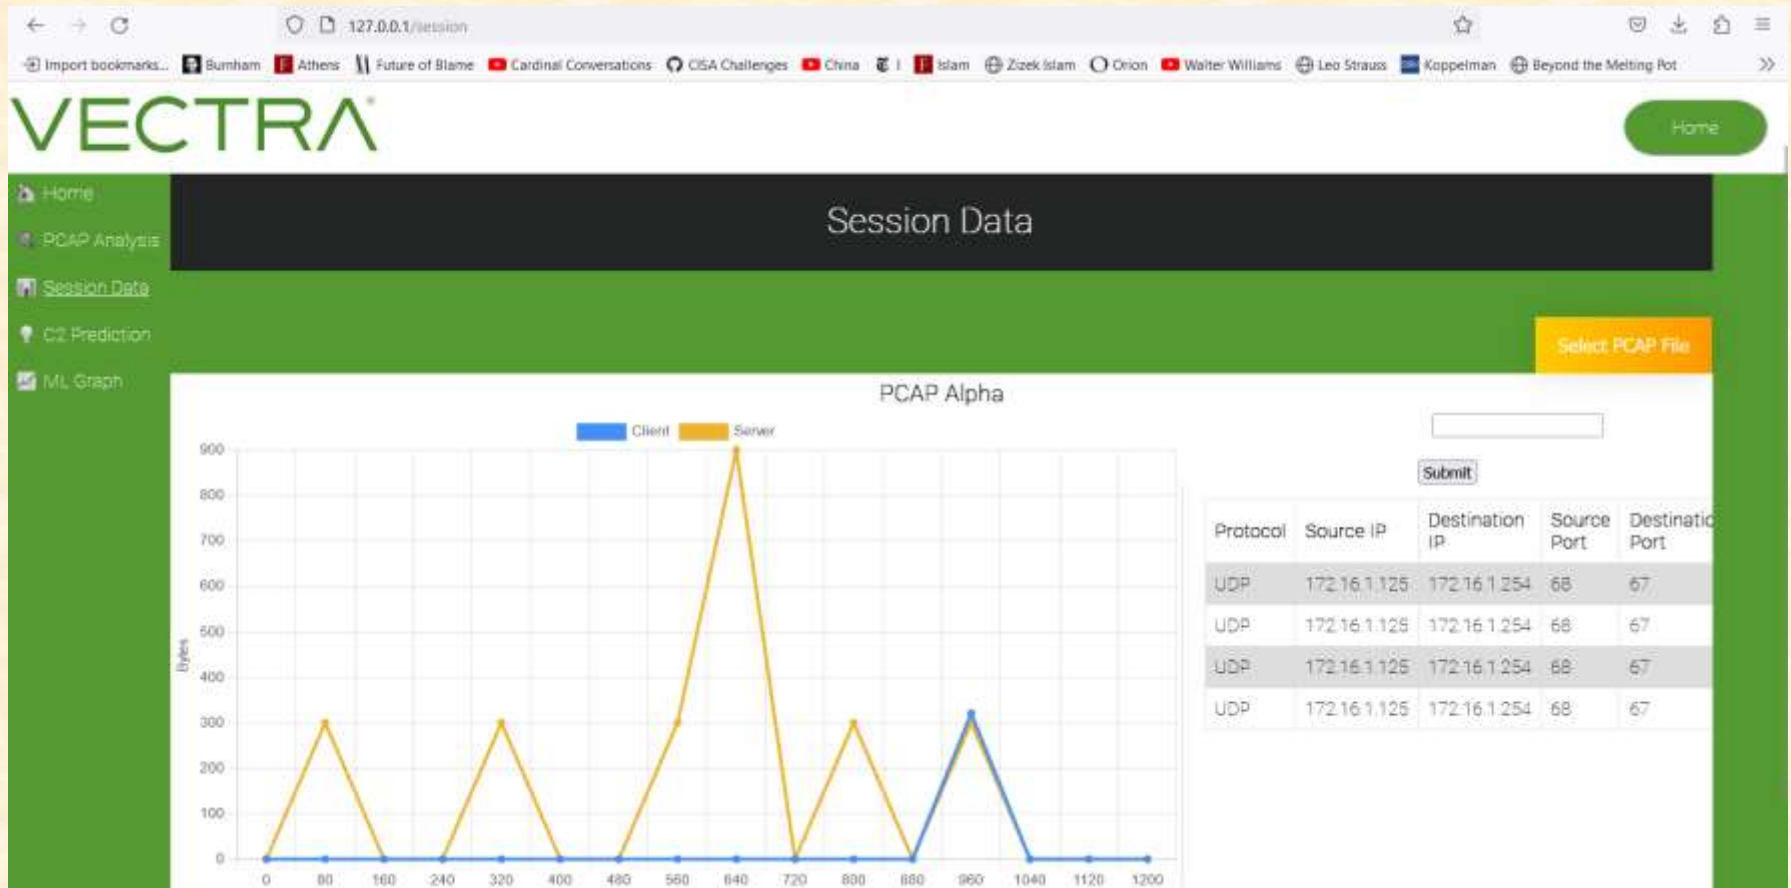 127.0.0.1/session
Import bookmarks... Burnham Athens Future of Blame Cardinal Conversations CISA Challenges China I Islam Zizek Islam Orion Walter Williams Leo Strauss Koppelman Beyond the Melting Pot
VECTRA
Home
Home
PCAP Analysis
Session Data
C2 Prediction
ML Graph
Session Data
Select PCAP File
PCAP Alpha
Client Server
900
800
700
600
500
400
300
200
100
0
Bytes
0 80 160 240 320 400 480 560 640 720 800 880 960 1040 1120 1200
Submit
Protocol Source IP Destination IP Source Port Destinatio Port
UDP 172.16.1.125 172.16.1.254 68 67
UDP 172.16.1.125 172.16.1.254 68 67
UDP 172.16.1.125 172.16.1.254 68 67
UDP 172.16.1.125 172.16.1.254 68 67